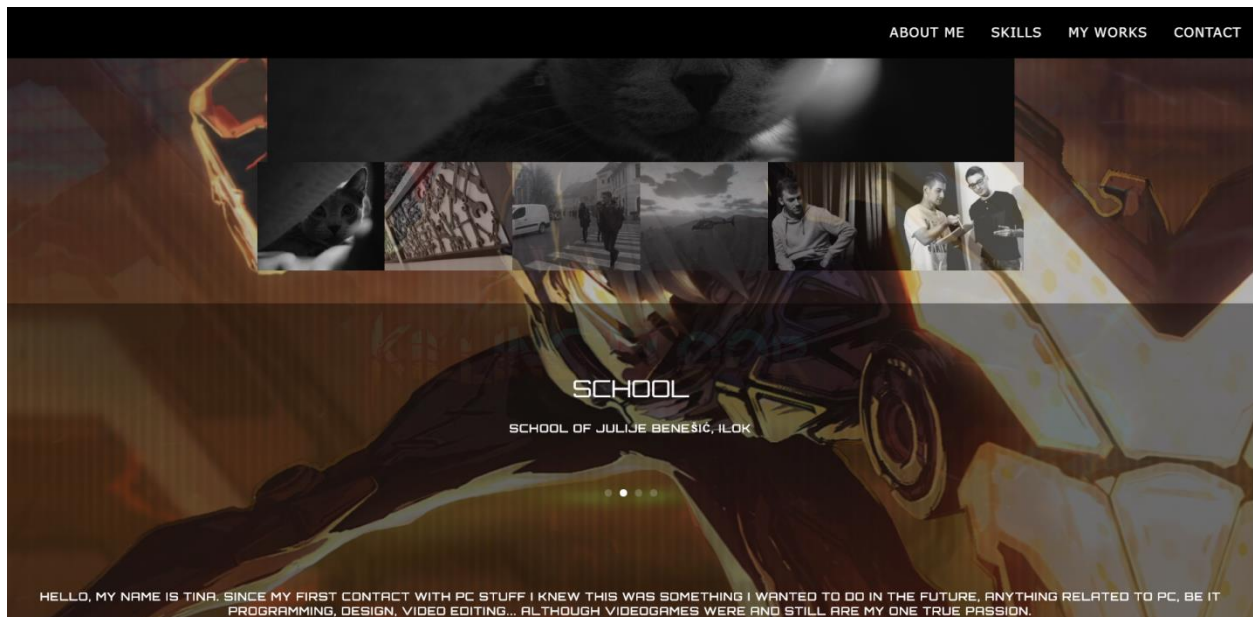 ABOUT ME SKILLS MY WORKS CONTACT
SCHOOL
SCHOOL OF JULIJE BENEŠIĆ, ILOK
HELLO, MY NAME IS TINA. SINCE MY FIRST CONTACT WITH PC STUFF I KNEW THIS WAS SOMETHING I WANTED TO DO IN THE FUTURE, ANYTHING RELATED TO PC, BE IT
PROGRAMMING, DESIGN, VIDEO EDITING... ALTHOUGH VIDEOGAMES WERE AND STILL ARE MY ONE TRUE PASSION.